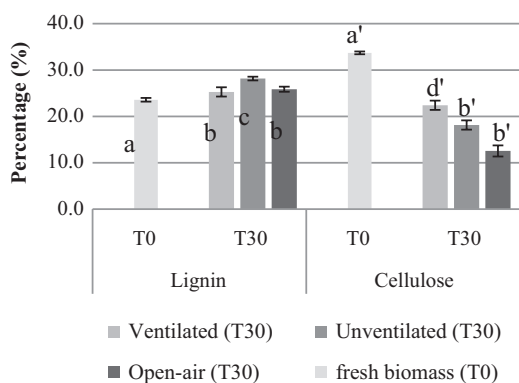 Percentage (%)
40.0
30.0
20.0
10.0
0.0
a
b
c
b
a'
d'
b'
b'
T0
T30
T0
T30
Lignin
Cellulose
Ventilated (T30)
Unventilated (T30)
Open-air (T30)
fresh biomass (T0)